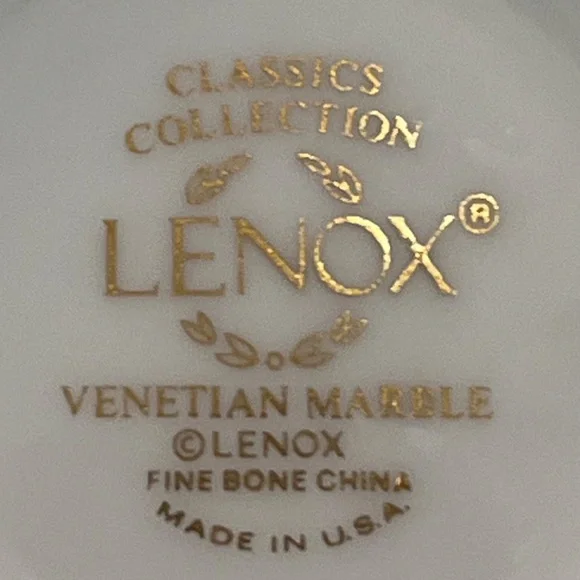 CLASSICS
COLLECTION
LENOX®
VENETIAN MARBLE
©LENOX
FINE BONE CHINA
MADE IN U.S.A.